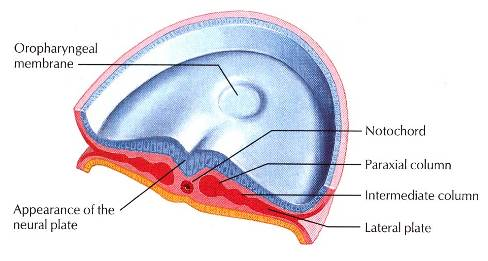 Oropharyngeal
membrane
Notochord
Paraxial column
Intermediate column
Appearance of the
neural plate
Lateral plate